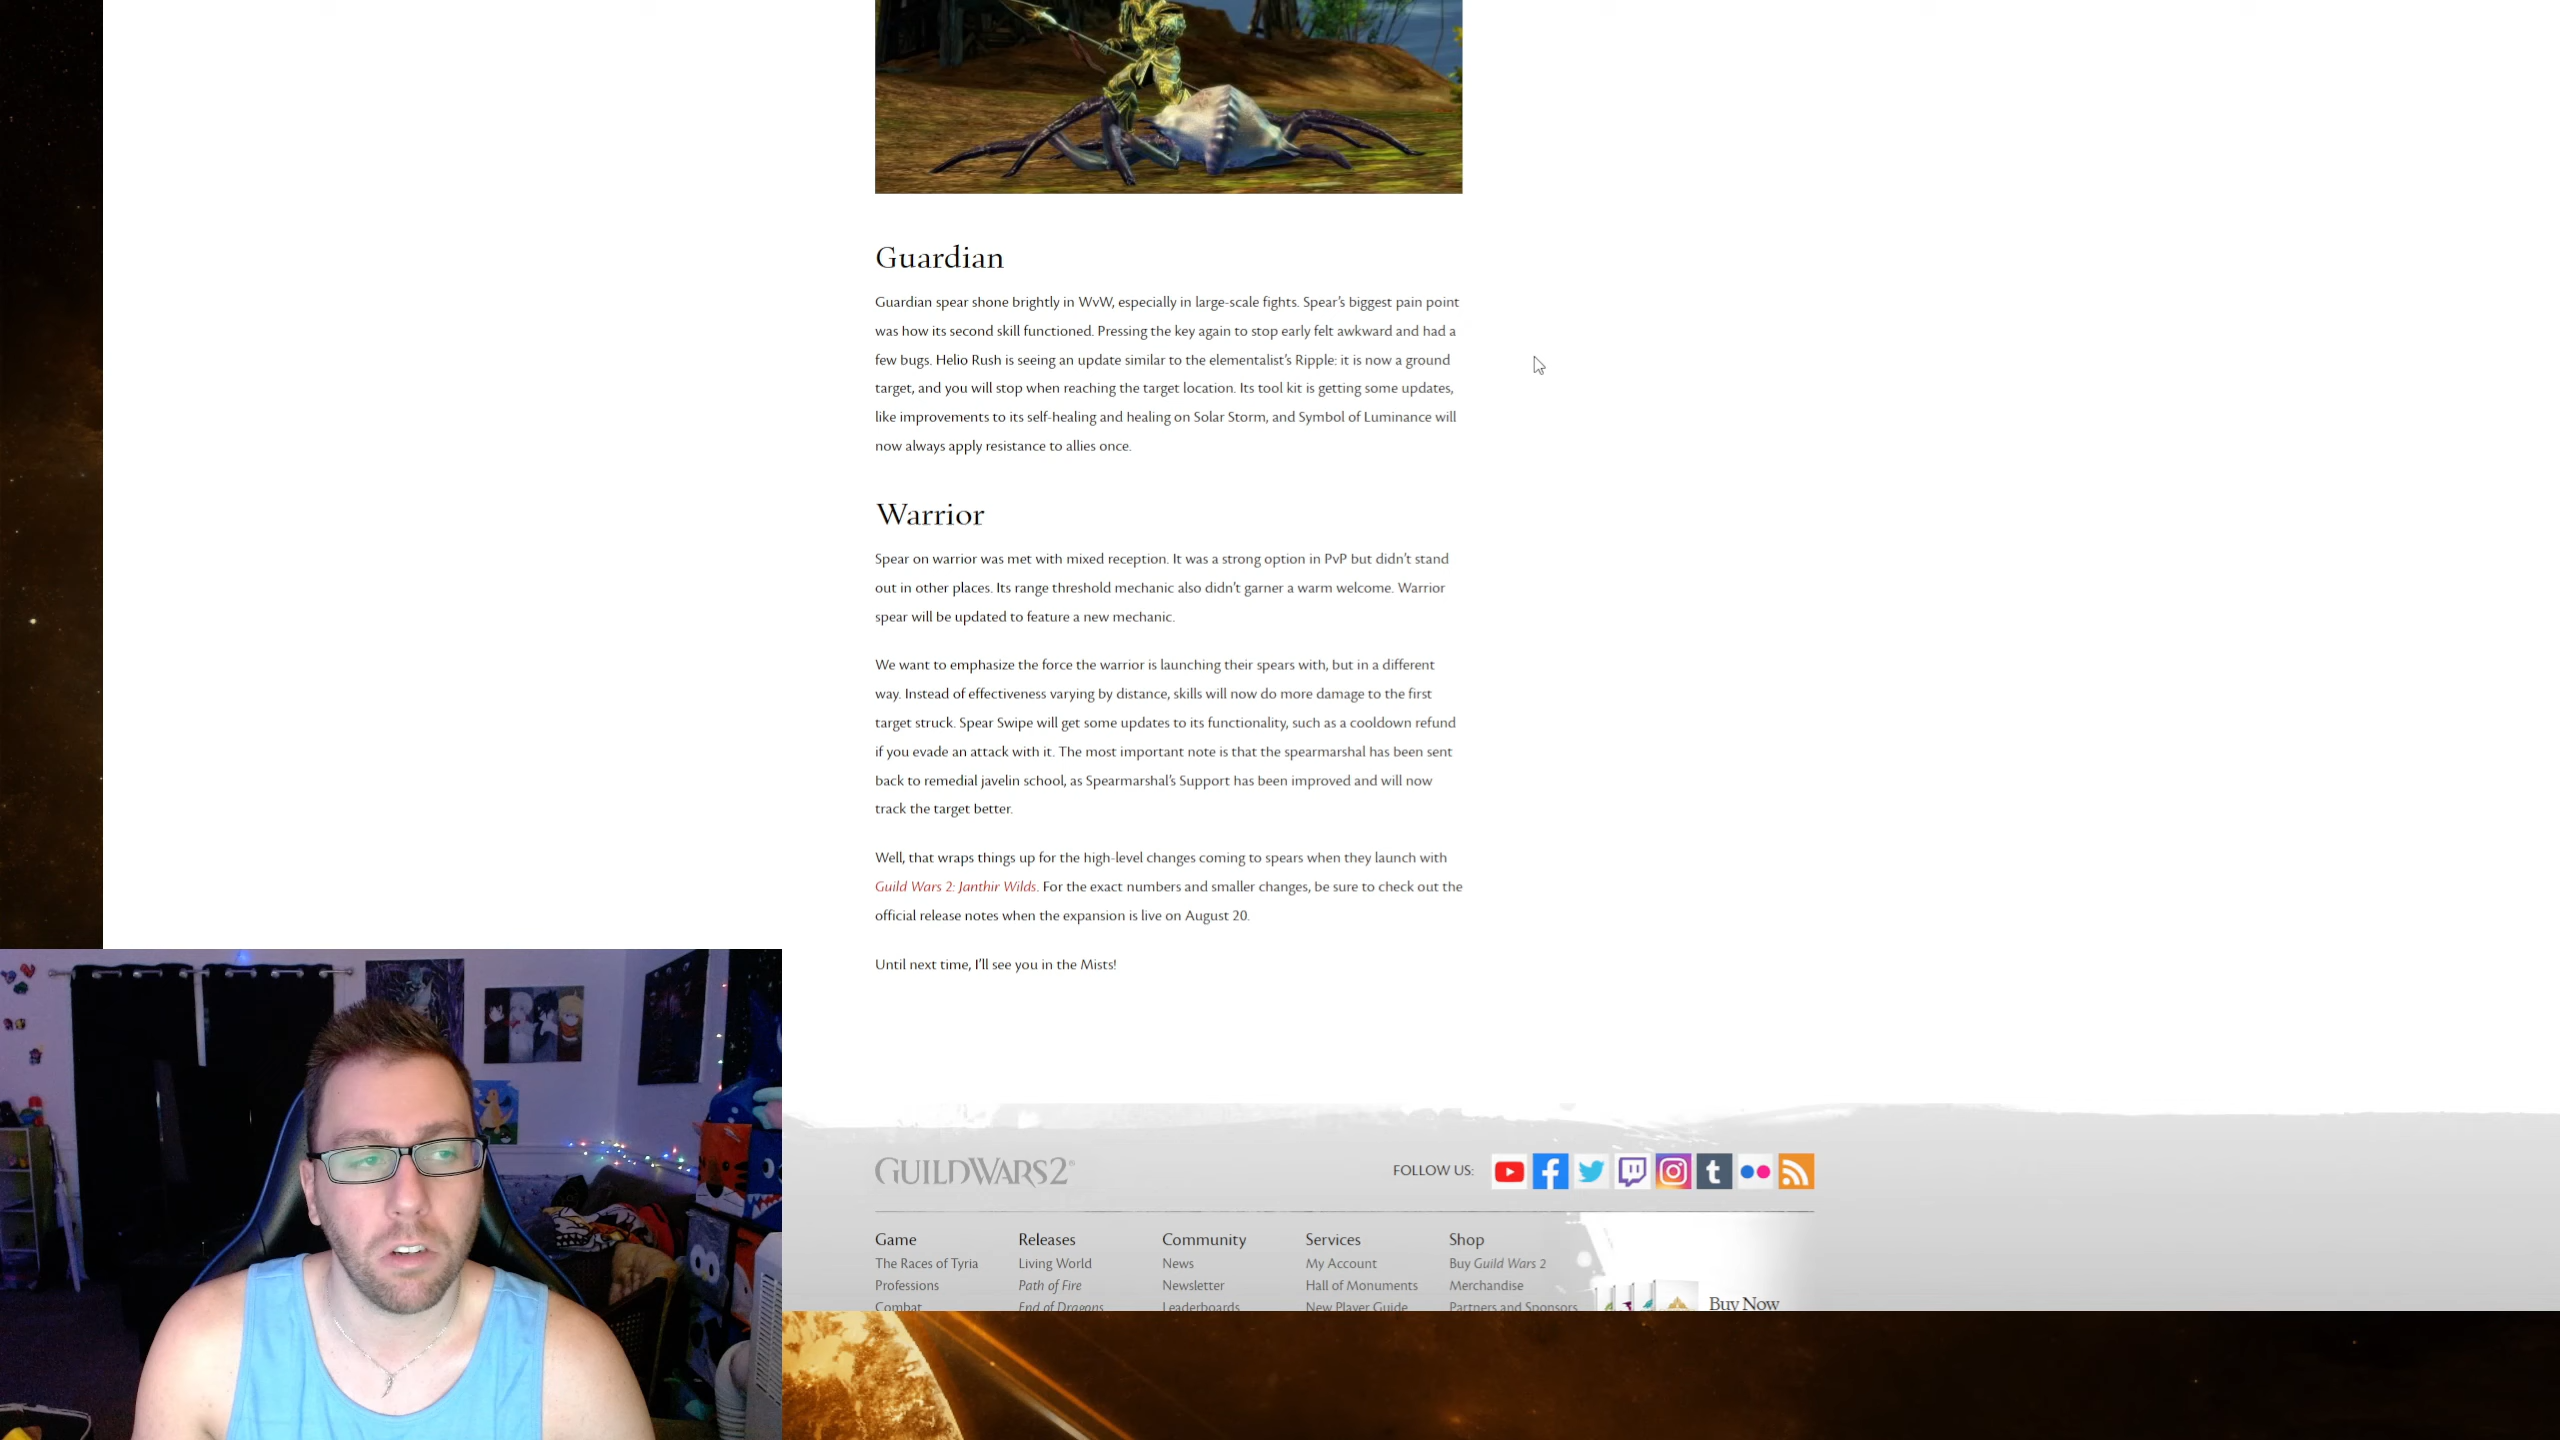 Guardian
Guardian spear shone brightly in WvW, especially in large-scale fights. Spear's biggest pain point
was how its second skill functioned. Pressing the key again to stop early felt awkward and had a
few bugs. Helio Rush is seeing an update similar to the elementalist's Ripple: it is now a ground
target, and you will stop when reaching the target location. Its tool kit is getting some updates,
like improvements to its self-healing and healing on Solar Storm, and Symbol of Luminance will
now always apply resistance to allies once.
Warrior
Spear on warrior was met with mixed reception. It was a strong option in PvP but didn't stand
out in other places. Its range threshold mechanic also didn't garner a warm welcome. Warrior
spear will be updated to feature a new mechanic.
We want to emphasize the force the warrior is launching their spears with, but in a different
way. Instead of effectiveness varying by distance, skills will now do more damage to the first
target struck. Spear Swipe will get some updates to its functionality, such as a cooldown refund
if you evade an attack with it. The most important note is that the spearmarshal has been sent
back to remedial javelin school, as Spearmarshal's Support has been improved and will now
track the target better.
Well, that wraps things up for the high-level changes coming to spears when they launch with
Guild Wars 2: Janthir Wilds. For the exact numbers and smaller changes, be sure to check out the
official release notes when the expansion is live on August 20.
Until next time, I'll see you in the Mists!
GUILD WARS 2
FOLLOW US:
Game Releases Community Services Shop
The Races of Tyria Living World News My Account Buy Guild Wars 2
Professions Path of Fire Newsletter Hall of Monuments Merchandise
Combat End of Dragons Leaderboards New Player Guide Partners and Sponsors
Buy Now